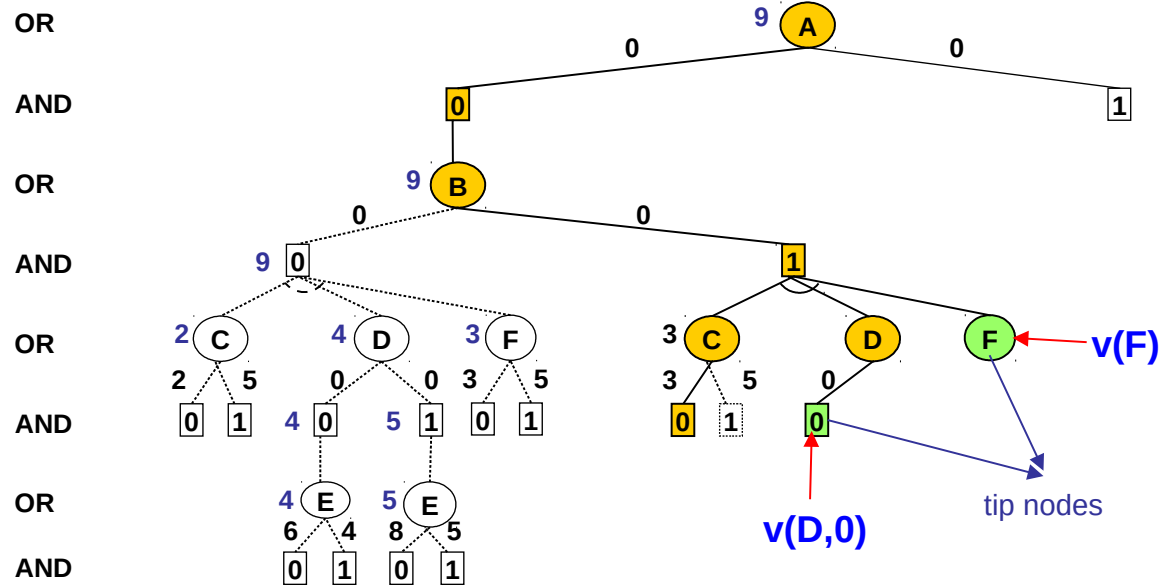 OR 9 A
0 0
AND 0 1
OR 9 B
0 0
AND 9 0 1
OR 2 C 4 D 3 F 3 C D F v(F)
2 5 0 0 3 5 3 5 0
AND 0 1 4 0 5 1 0 1 0 1 0
OR 4 E 5 E tip nodes
6 4 8 5 v(D,0)
AND 0 1 0 1